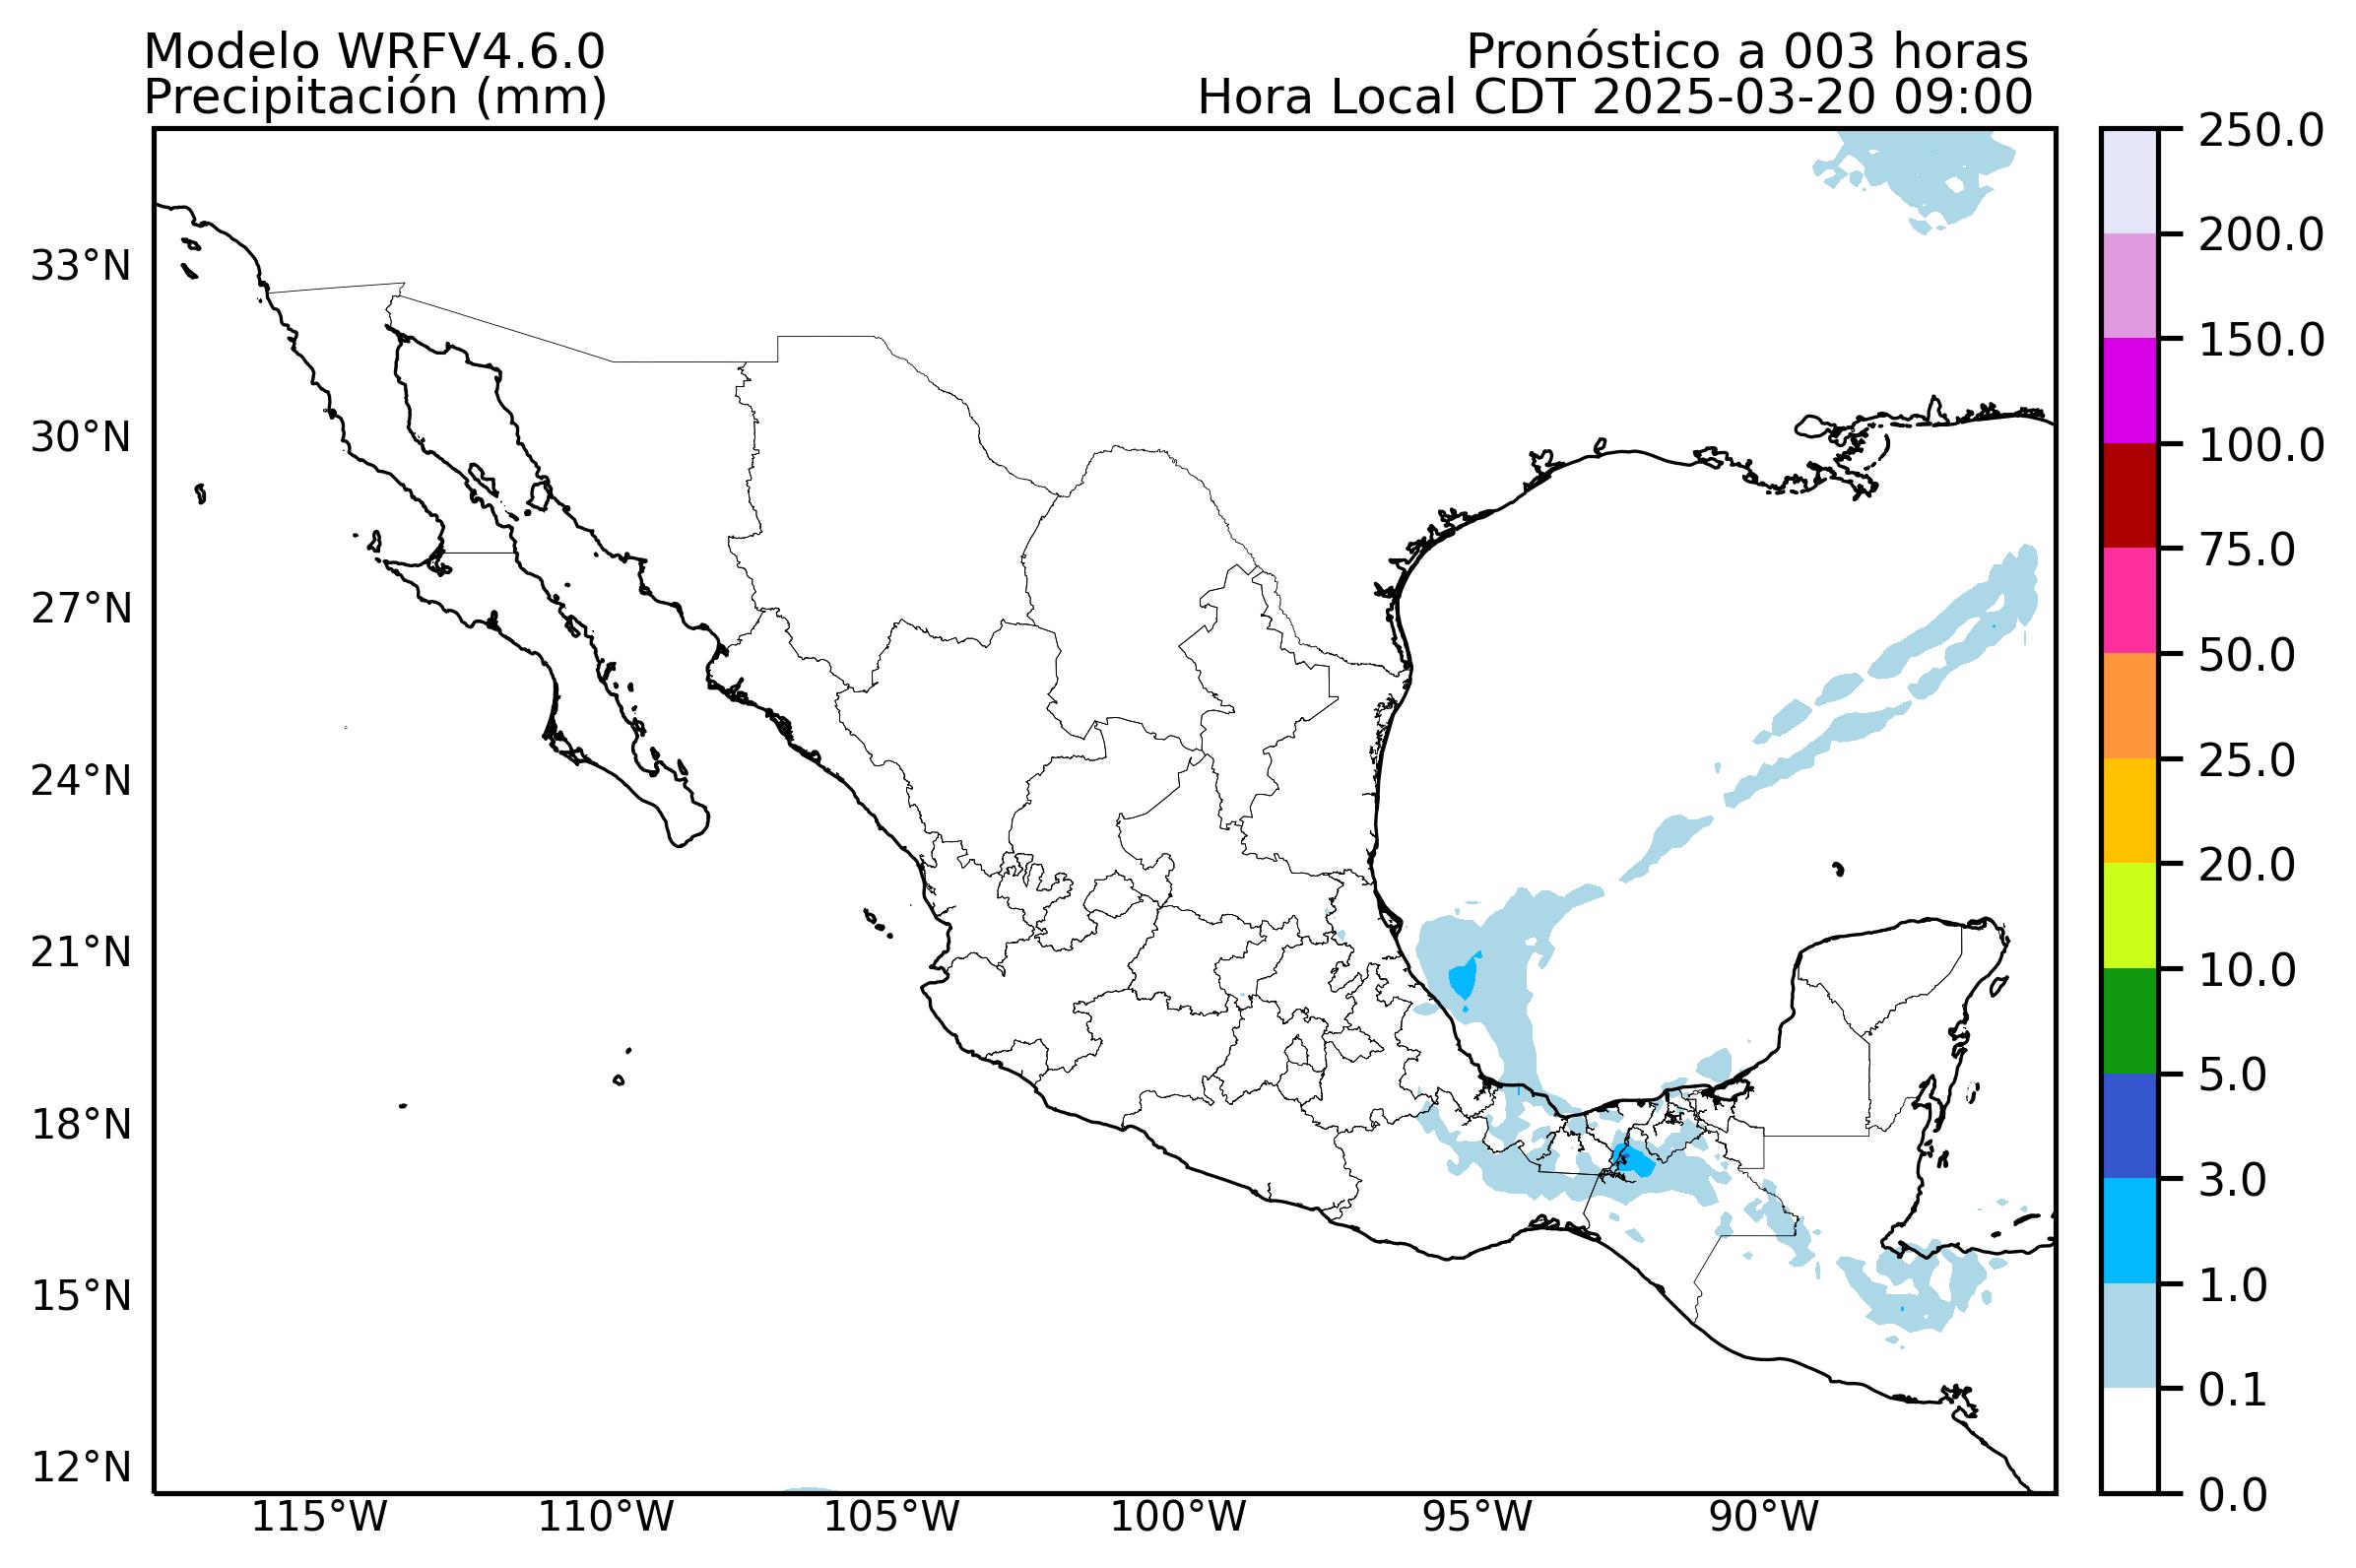 Modelo WRFV4.6.0
Precipitación (mm)
Pronóstico a 003 horas
Hora Local CDT 2025-03-20 09:00
33°N
30°N
27°N
24°N
21°N
18°N
15°N
12°N
115°W
110°W
105°W
100°W
95°W
90°W
250.0
200.0
150.0
100.0
75.0
50.0
25.0
20.0
10.0
5.0
3.0
1.0
0.1
0.0